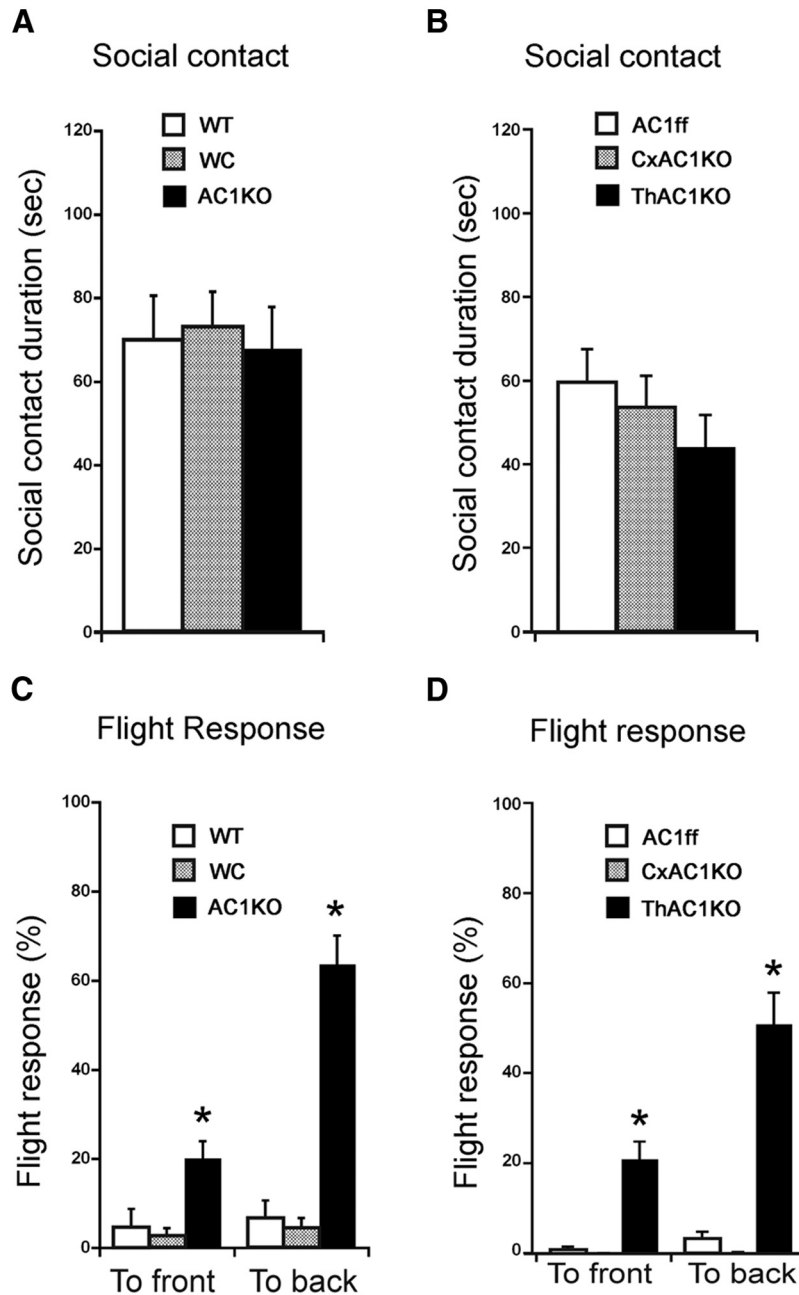 A
Social contact
WT
WC
AC1KO
Social contact duration (sec)
120
100
80
60
40
20
0
B
Social contact
AC1ff
CxAC1KO
ThAC1KO
Social contact duration (sec)
120
100
80
60
40
20
0
C
Flight Response
WT
WC
AC1KO
Flight response (%)
100
80
60
40
20
0
*
*
To front
To back
D
Flight response
AC1ff
CxAC1KO
ThAC1KO
Flight response (%)
100
80
60
40
20
0
*
*
To front
To back